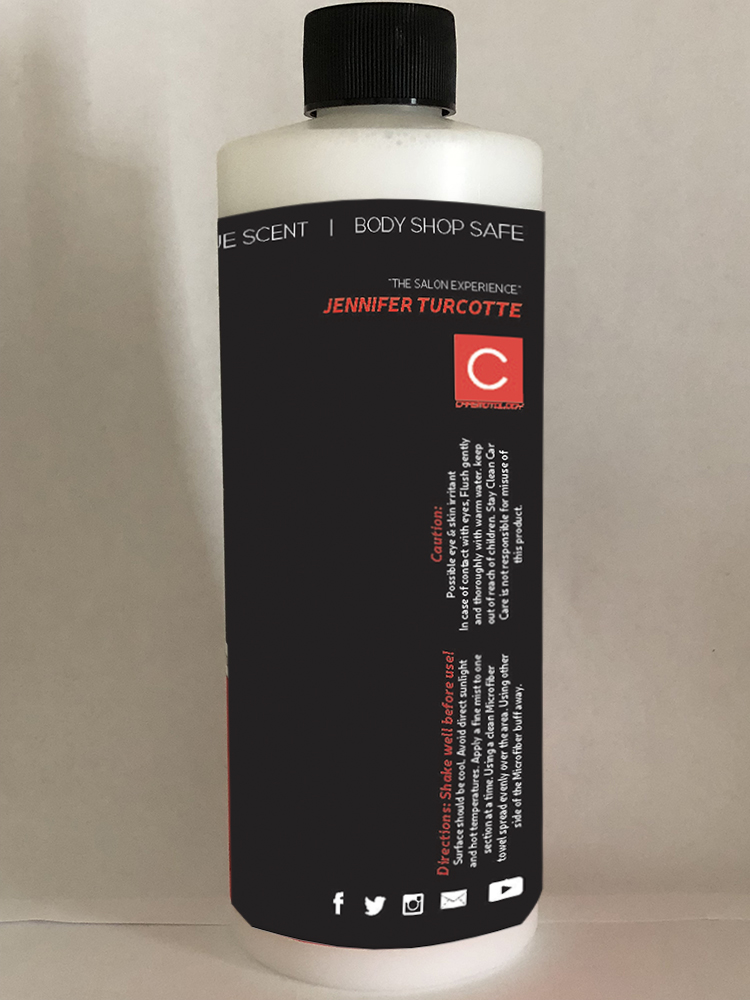 UE SCENT | BODY SHOP SAFE
"THE SALON EXPERIENCE"
JENNIFER TURCOTTE
C
Caution:
Possible eye & skin irritant
In case of contact with eyes, Flush gently
and thoroughly with warm water. keep
out of reach of children. Stay Clean Car
Care is not responsible for misuse of
this product.
Directions: Shake well before use!
Surface should be cool. Avoid direct sunlight
and hot temperatures. Apply a fine mist to one
section at a time. Using a clean Microfiber
towel spread evenly over the area. Using other
side of the Microfiber buff away.